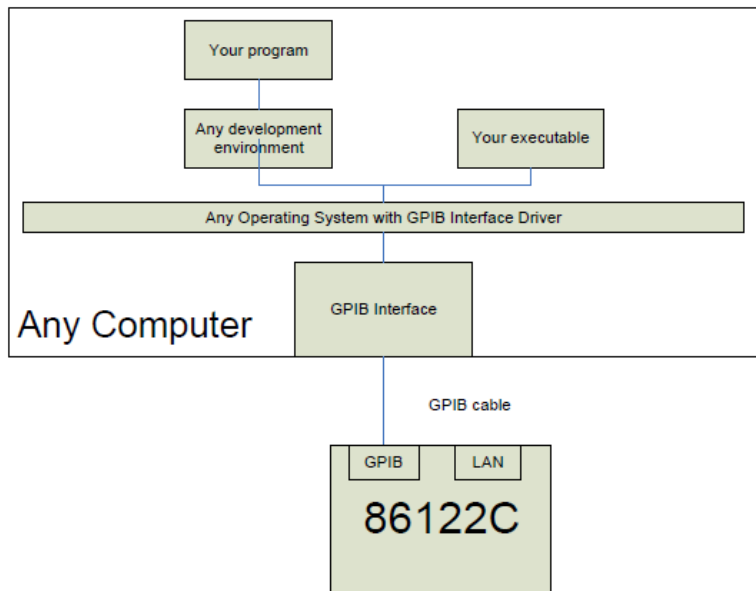 Your program
Any development
environment
Your executable
Any Operating System with GPIB Interface Driver
GPIB Interface
Any Computer
GPIB cable
GPIB
LAN
86122C